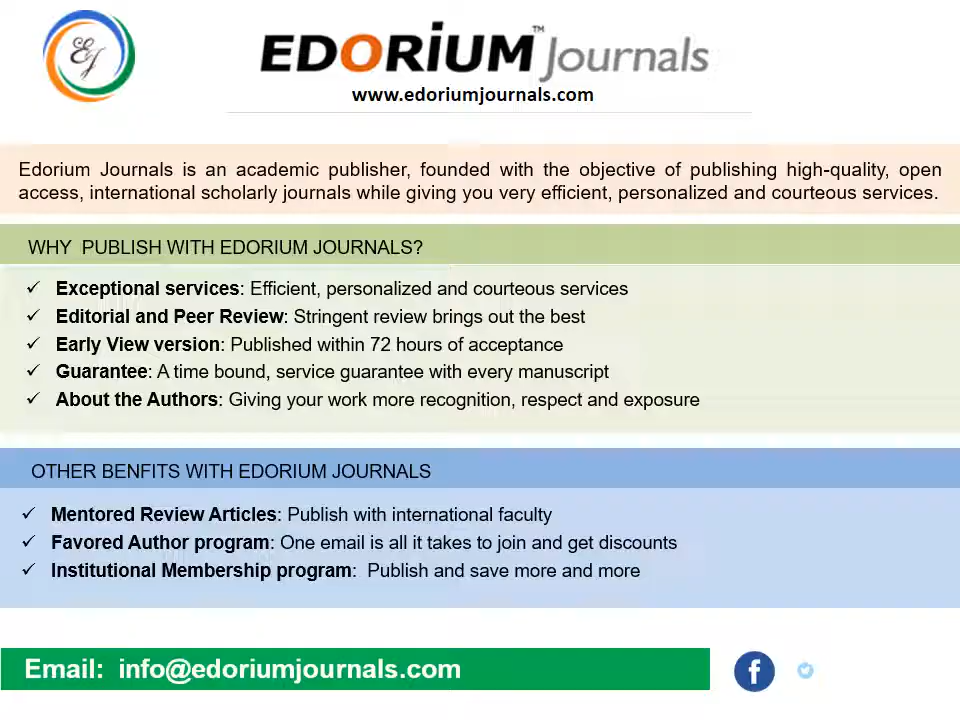 EJ
EDORiUM™ Journals
www.edoriumjournals.com
Edorium Journals is an academic publisher, founded with the objective of publishing high-quality, open
access, international scholarly journals while giving you very efficient, personalized and courteous services.
WHY PUBLISH WITH EDORIUM JOURNALS?
✓ Exceptional services: Efficient, personalized and courteous services
✓ Editorial and Peer Review: Stringent review brings out the best
✓ Early View version: Published within 72 hours of acceptance
✓ Guarantee: A time bound, service guarantee with every manuscript
✓ About the Authors: Giving your work more recognition, respect and exposure
OTHER BENFITS WITH EDORIUM JOURNALS
✓ Mentored Review Articles: Publish with international faculty
✓ Favored Author program: One email is all it takes to join and get discounts
✓ Institutional Membership program: Publish and save more and more
Email: info@edoriumjournals.com
f